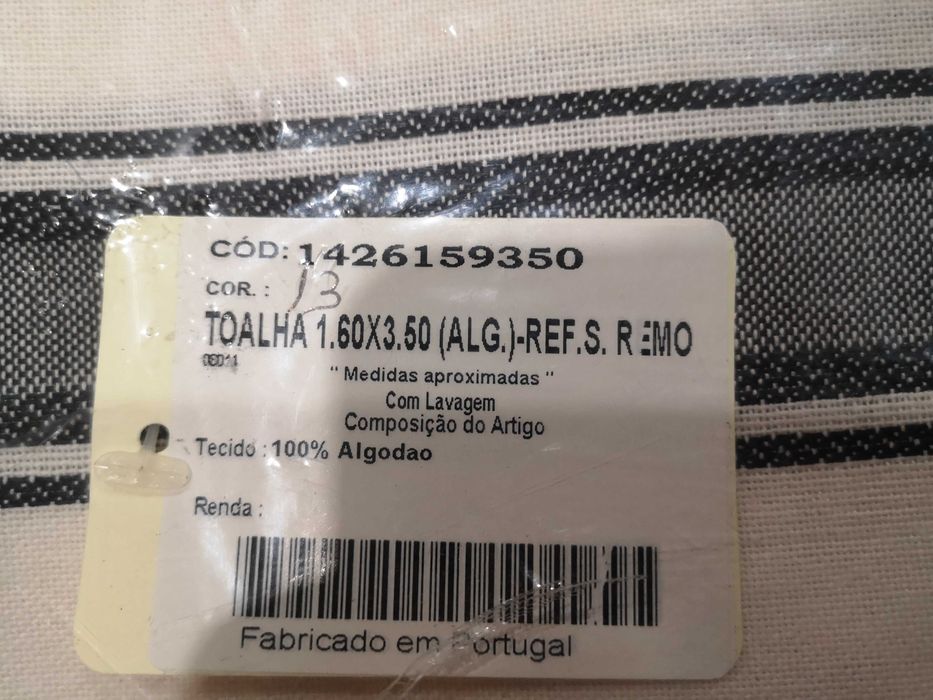 CÓD: 1426159350
COR. : 13
TOALHA 1.60X3.50 (ALG.)-REF.S. REMO
" Medidas aproximadas "
Com Lavagem
Composição do Artigo
Tecido : 100% Algodao
Renda :
Fabricado em Portugal